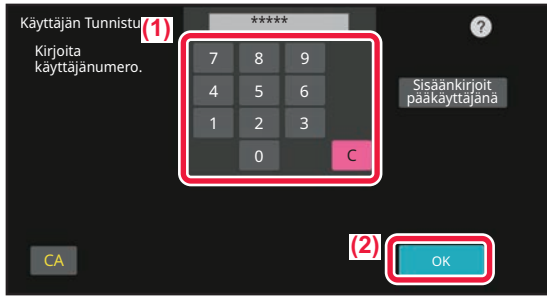 Käyttäjän Tunnistu
(1)
*****
?
Kirjoita
käyttäjänumero.
7 8 9
4 5 6
1 2 3
0 C
Sisäänkirjoit
pääkäyttäjänä
(2)
CA
OK